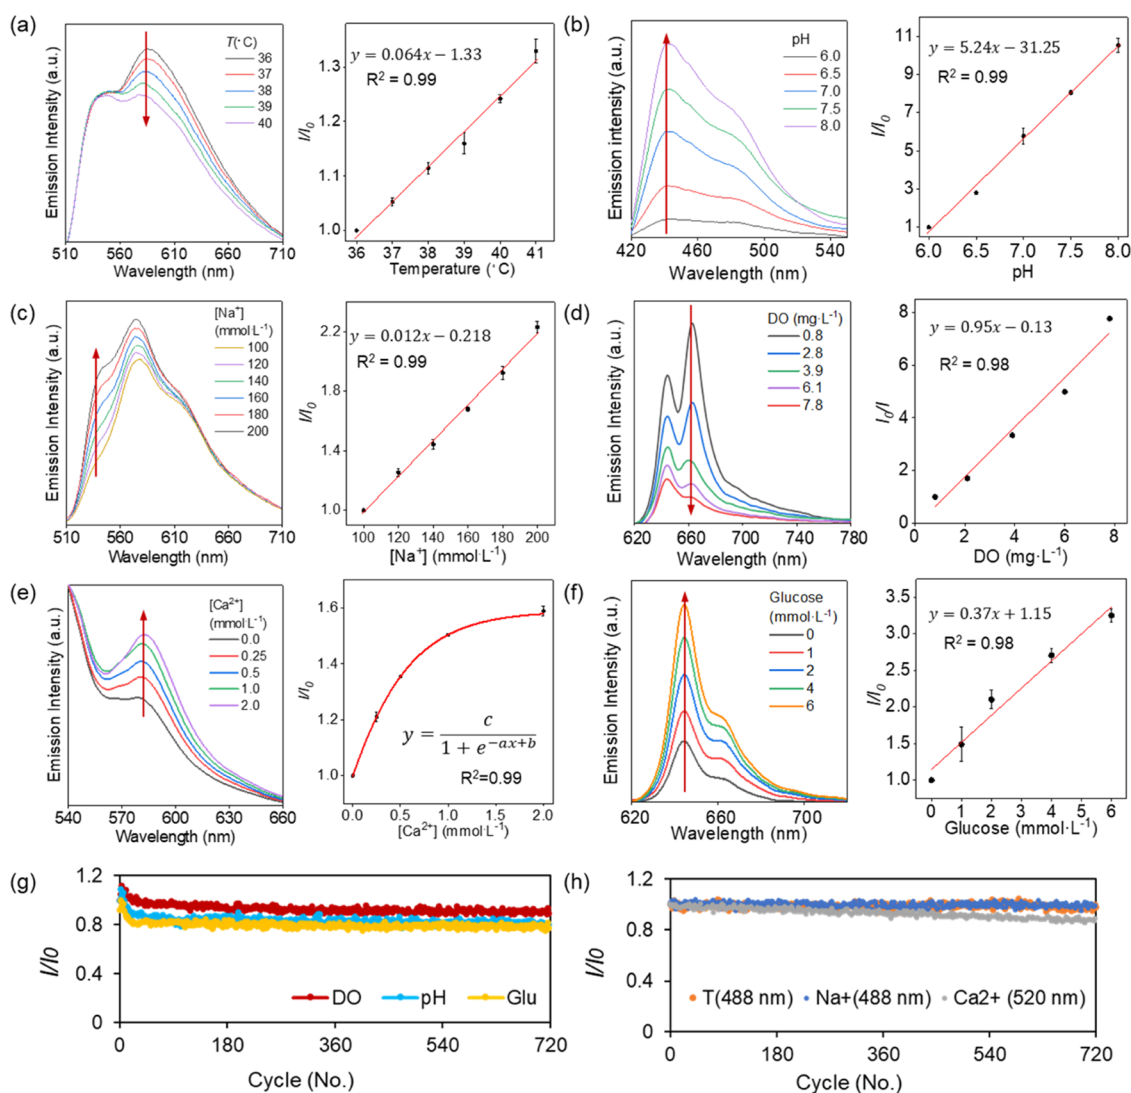 (a)
Emission Intensity (a.u.)
T(°C)
36
37
38
39
40
510 560 610 660 710
Wavelength (nm)
I/I0
y = 0.064x − 1.33
R² = 0.99
1.3
1.2
1.1
1.0
36 37 38 39 40 41
Temperature (°C)
(b)
Emission intensity (a.u.)
pH
6.0
6.5
7.0
7.5
8.0
420 460 500 540
Wavelength (nm)
I/I0
y = 5.24x − 31.25
R² = 0.99
11
9
7
5
3
1
6.0 6.5 7.0 7.5 8.0
pH
(c)
Emission Intensity (a.u.)
[Na⁺]
(mmol·L⁻¹)
100
120
140
160
180
200
510 560 610 660 710
Wavelength (nm)
I/I0
y = 0.012x − 0.218
R² = 0.99
2.2
1.8
1.4
1.0
100 120 140 160 180 200
[Na⁺] (mmol·L⁻¹)
(d)
Emission Intensity (a.u.)
DO (mg·L⁻¹)
0.8
2.8
3.9
6.1
7.8
620 660 700 740 780
Wavelength (nm)
I0/I
y = 0.95x − 0.13
R² = 0.98
8
6
4
2
0
0 2 4 6 8
DO (mg·L⁻¹)
(e)
Emission Intensity (a.u.)
[Ca²⁺]
(mmol·L⁻¹)
0.0
0.25
0.5
1.0
2.0
540 570 600 630 660
Wavelength (nm)
I/I0
1.6
1.4
1.2
1.0
y = c / (1 + e^(−ax+b))
R²=0.99
0.0 0.5 1.0 1.5 2.0
[Ca²⁺] (mmol·L⁻¹)
(f)
Emission Intensity (a.u.)
Glucose
(mmol·L⁻¹)
0
1
2
4
6
620 660 700
Wavelength (nm)
I/I0
y = 0.37x + 1.15
R² = 0.98
3.5
3.0
2.5
2.0
1.5
1.0
0 1 2 3 4 5 6
Glucose (mmol·L⁻¹)
(g)
I/I0
1.2
0.8
0.4
0
DO pH Glu
0 180 360 540 720
Cycle (No.)
(h)
I/I0
1.2
0.8
0.4
0
T(488 nm) Na+(488 nm) Ca2+ (520 nm)
0 180 360 540 720
Cycle (No.)